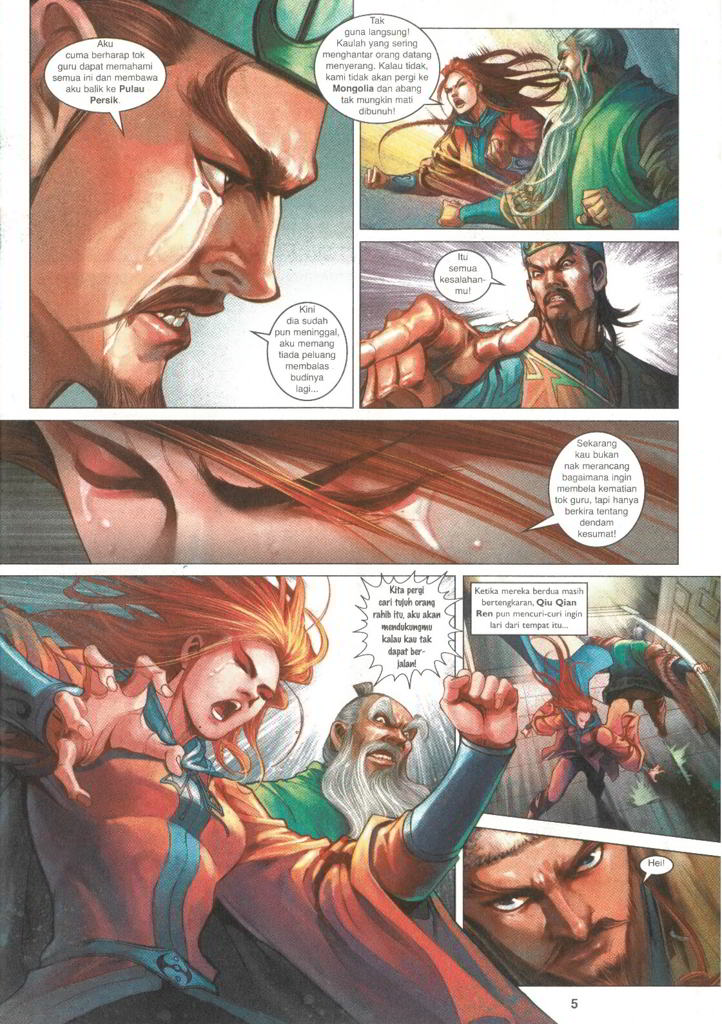 Aku
cuma berharap tok
guru dapat memahami
semua ini dan membawa
aku balik ke Pulau
Persik.
Tak
guna langsung!
Kaulah yang sering
menghantar orang datang
menyerang. Kalau tidak,
kami tidak akan pergi ke
Mongolia dan abang
tak mungkin mati
dibunuh!
Itu
semua
kesalahan-
mu!
Kini
dia sudah
pun meninggal,
aku memang
tiada peluang
membalas
budinya
lagi...
Sekarang
kau bukan
nak merancang
bagaimana ingin
membela kematian
tok guru, tapi hanya
berkira tentang
dendam
kesumat!
Kita pergi
cari tujuh orang
rahib itu, aku akan
mendukungmu
kalau kau tak
dapat ber-
jalan!
Ketika mereka berdua masih
bertengkaran, Qiu Qian
Ren pun mencuri-curi ingin
lari dari tempat itu...
Hei!
5